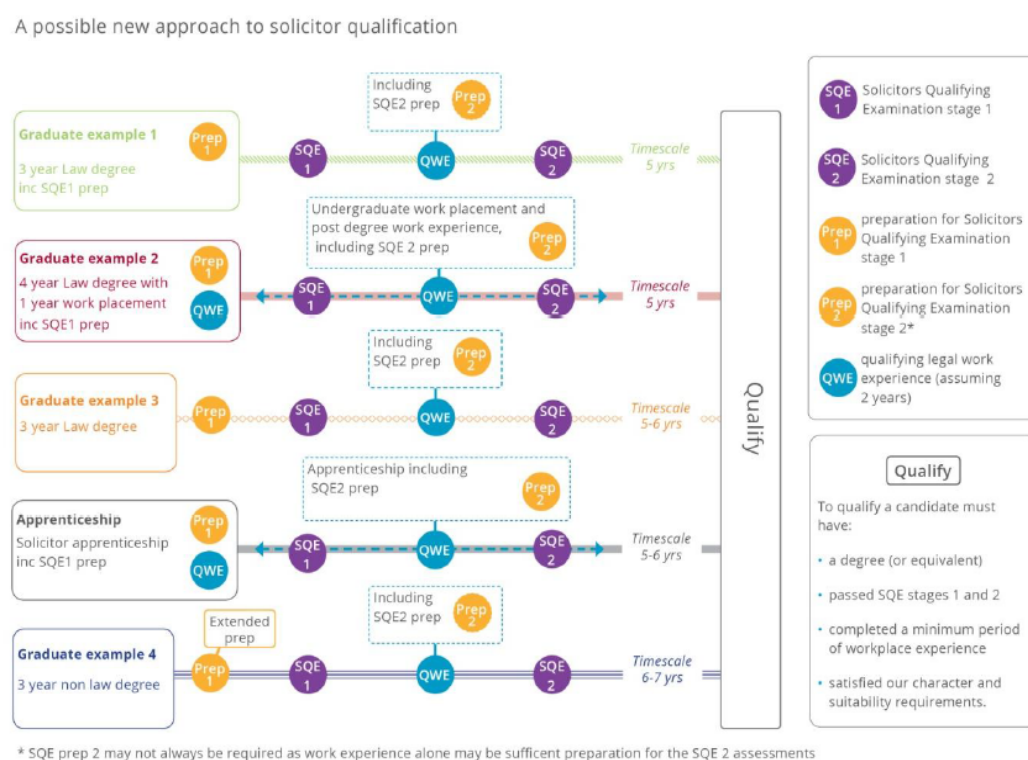 A possible new approach to solicitor qualification
Including
SQE2 prep
Prep
2
Graduate example 1
3 year Law degree
inc SQE1 prep
Prep
1
SQE
1
QWE
SQE
2
Timescale
5 yrs
Undergraduate work placement and
post degree work experience,
including SQE 2 prep
Prep
2
Graduate example 2
4 year Law degree with
1 year work placement
inc SQE1 prep
Prep
1
QWE
SQE
1
QWE
SQE
2
Timescale
5 yrs
Including
SQE2 prep
Prep
2
Graduate example 3
3 year Law degree
Prep
1
SQE
1
QWE
SQE
2
Timescale
5-6 yrs
Apprenticeship including
SQE2 prep
Prep
2
Apprenticeship
Solicitor apprenticeship
inc SQE1 prep
Prep
1
QWE
SQE
1
QWE
SQE
2
Timescale
5-6 yrs
Including
SQE2 prep
Prep
2
Extended
prep
Graduate example 4
3 year non law degree
Prep
1
SQE
1
QWE
SQE
2
Timescale
6-7 yrs
Qualify
SQE
1
Solicitors Qualifying
Examination stage 1
SQE
2
Solicitors Qualifying
Examination stage 2
Prep
1
preparation for Solicitors
Qualifying Examination
stage 1
Prep
2
preparation for Solicitors
Qualifying Examination
stage 2*
QWE
qualifying legal work
experience (assuming
2 years)
Qualify
To qualify a candidate must
have:
• a degree (or equivalent)
• passed SQE stages 1 and 2
• completed a minimum period
of workplace experience
• satisfied our character and
suitability requirements.
* SQE prep 2 may not always be required as work experience alone may be sufficent preparation for the SQE 2 assessments